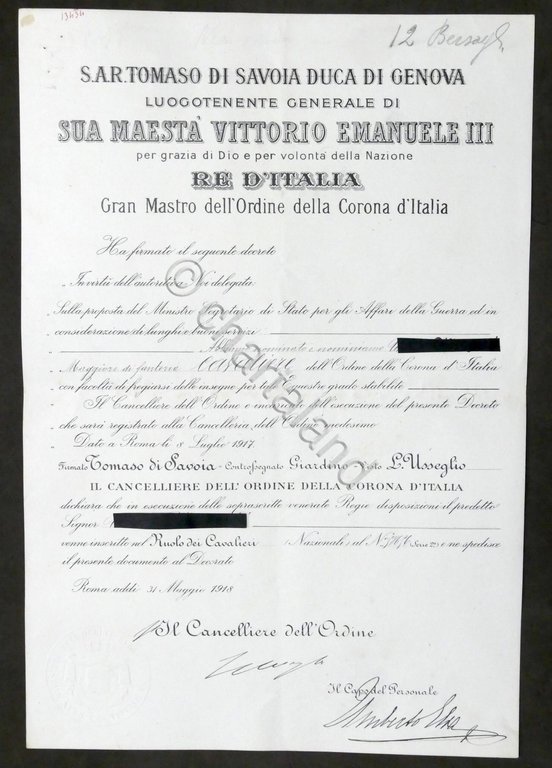 13434
12 Bersagl.
S.A.R. TOMASO DI SAVOIA DUCA DI GENOVA
LUOGOTENENTE GENERALE DI
SUA MAESTÀ VITTORIO EMANUELE III
per grazia di Dio e per volontà della Nazione
RE D'ITALIA
Gran Mastro dell'Ordine della Corona d'Italia
Ha firmato il seguente decreto
In virtù dell'autorità a Noi delegata:
Sulla proposta del Ministro Segretario di Stato per gli Affari della Guerra ed in
considerazione di lunghi e buoni servizi
Abbiamo nominato e nominiamo
Maggiore di fanteria dell'Ordine della Corona d'Italia
con facoltà di fregiarsi delle insegne per tale equestre grado stabilite
Il Cancelliere dell'Ordine è incaricato dell'esecuzione del presente Decreto
che sarà registrato alla Cancelleria dell'Ordine medesimo
Dato a Roma li 8 Luglio 1917.
Firmato Tomaso di Savoia - Controfirmato Giardino Visto L. Usseglio
IL CANCELLIERE DELL'ORDINE DELLA CORONA D'ITALIA
dichiara che in esecuzione delle soprascritte venerate Regie disposizioni il predetto
Signor
venne inscritto nel Ruolo dei Cavalieri (Nazionali) al N. (Serie 2a) e ne spedisce
il presente documento al Decorato
Roma addì 31 Maggio 1918
Il Cancelliere dell'Ordine
Il Capo del Personale
© chartaland